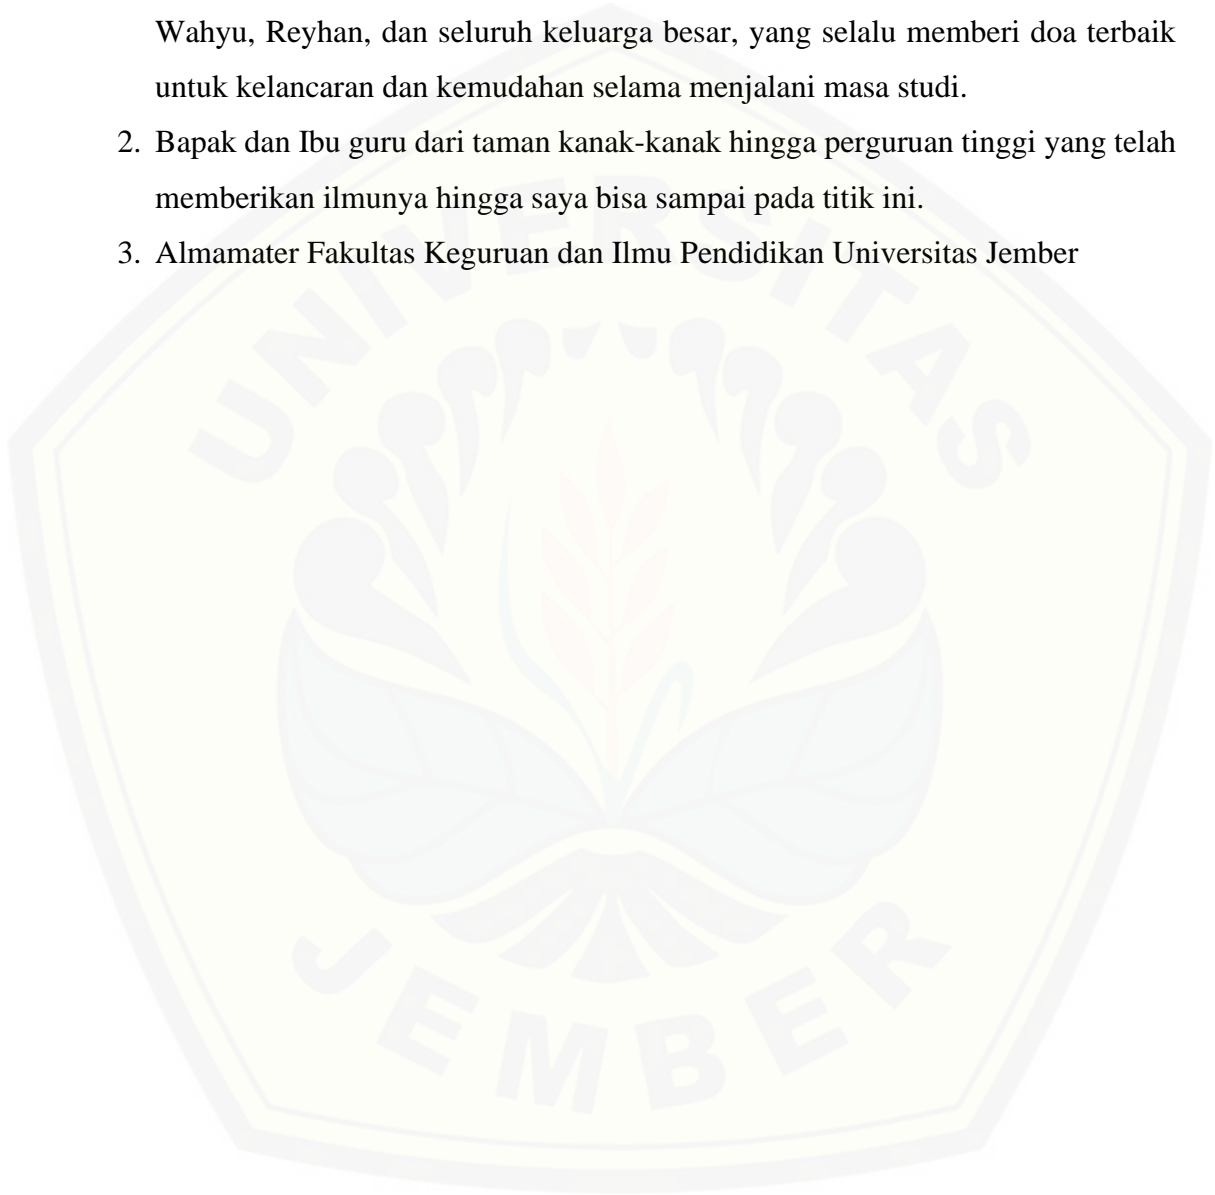 Wahyu, Reyhan, dan seluruh keluarga besar, yang selalu memberi doa terbaik
untuk kelancaran dan kemudahan selama menjalani masa studi.
2. Bapak dan Ibu guru dari taman kanak-kanak hingga perguruan tinggi yang telah
memberikan ilmunya hingga saya bisa sampai pada titik ini.
3. Almamater Fakultas Keguruan dan Ilmu Pendidikan Universitas Jember
UNIVERSITAS
JEMBER